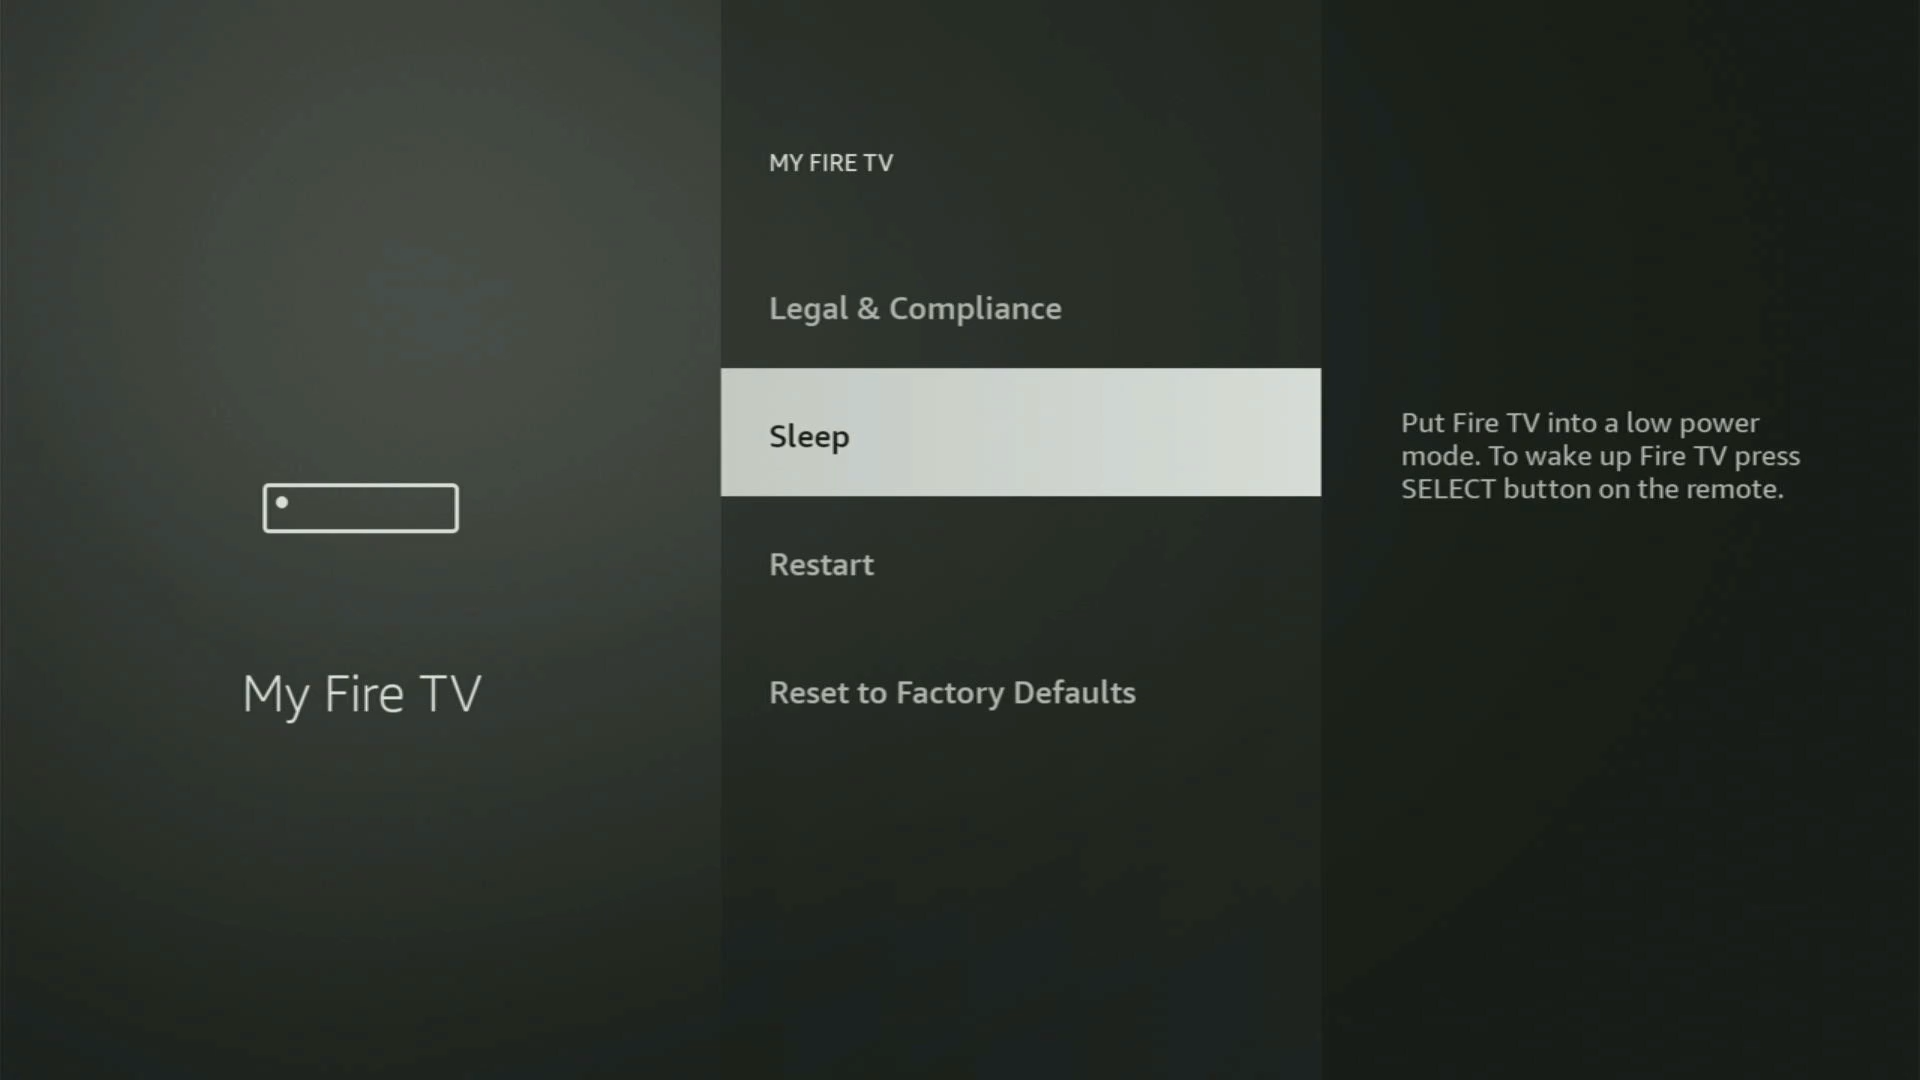 My Fire TV
MY FIRE TV
Legal & Compliance
Sleep
Restart
Reset to Factory Defaults
Put Fire TV into a low power
mode. To wake up Fire TV press
SELECT button on the remote.